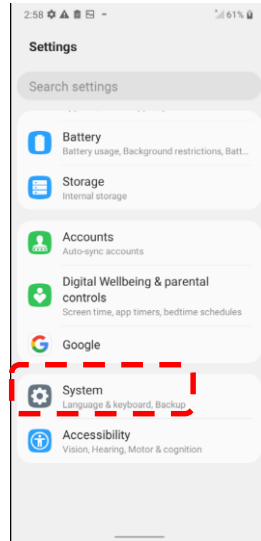 2:58
61%
Settings
Search settings
Battery
Battery usage, Background restrictions, Batt...
Storage
Internal storage
Accounts
Auto-sync accounts
Digital Wellbeing & parental
controls
Screen time, app timers, bedtime schedules
Google
System
Language & keyboard, Backup
Accessibility
Vision, Hearing, Motor & cognition